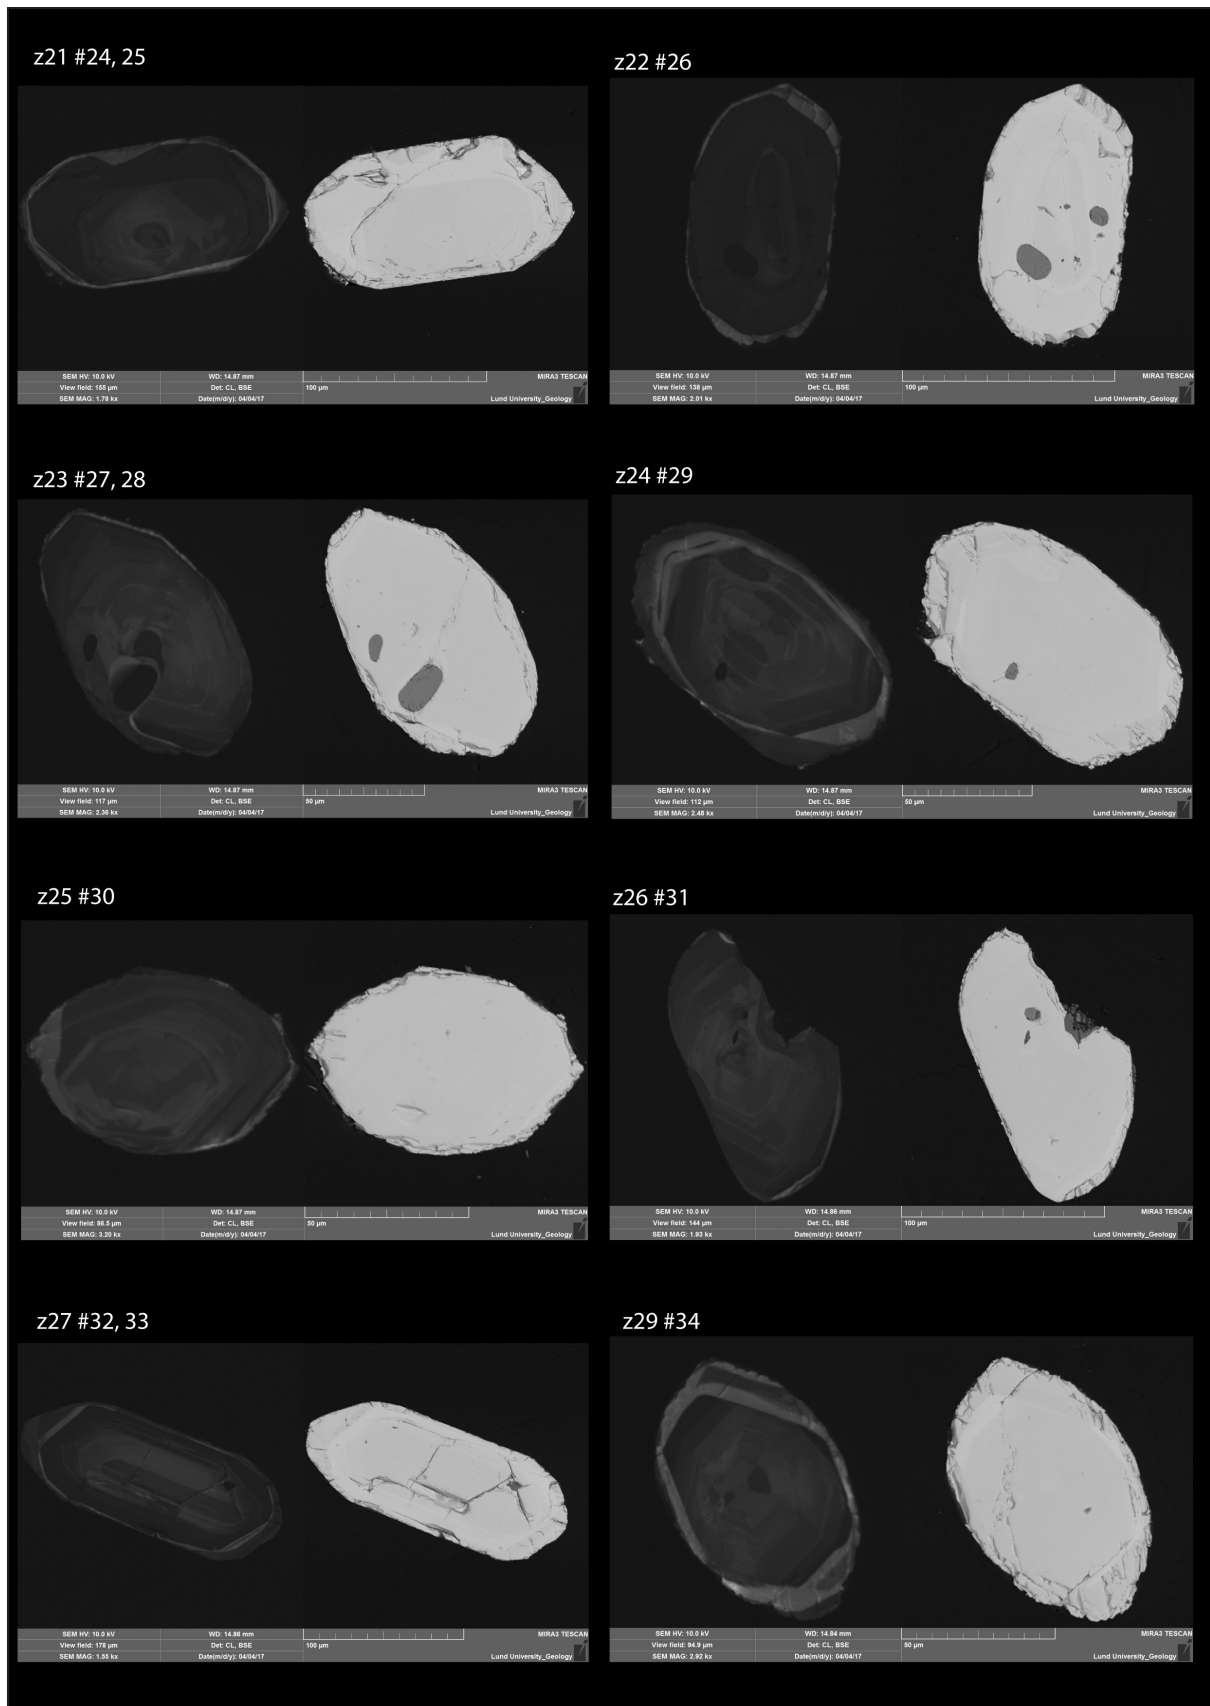 z21 #24, 25
SEM HV: 10.0 kV WD: 14.87 mm MIRA3 TESCAN
View field: 155 µm Det: CL, BSE 100 µm
SEM MAG: 1.78 kx Date(m/d/y): 04/04/17 Lund University_Geology
z22 #26
SEM HV: 10.0 kV WD: 14.87 mm MIRA3 TESCAN
View field: 138 µm Det: CL, BSE 100 µm
SEM MAG: 2.01 kx Date(m/d/y): 04/04/17 Lund University_Geology
z23 #27, 28
SEM HV: 10.0 kV WD: 14.87 mm MIRA3 TESCAN
View field: 117 µm Det: CL, BSE 50 µm
SEM MAG: 2.36 kx Date(m/d/y): 04/04/17 Lund University_Geology
z24 #29
SEM HV: 10.0 kV WD: 14.87 mm MIRA3 TESCAN
View field: 112 µm Det: CL, BSE 50 µm
SEM MAG: 2.48 kx Date(m/d/y): 04/04/17 Lund University_Geology
z25 #30
SEM HV: 10.0 kV WD: 14.87 mm MIRA3 TESCAN
View field: 86.5 µm Det: CL, BSE 50 µm
SEM MAG: 3.20 kx Date(m/d/y): 04/04/17 Lund University_Geology
z26 #31
SEM HV: 10.0 kV WD: 14.86 mm MIRA3 TESCAN
View field: 144 µm Det: CL, BSE 100 µm
SEM MAG: 1.93 kx Date(m/d/y): 04/04/17 Lund University_Geology
z27 #32, 33
SEM HV: 10.0 kV WD: 14.86 mm MIRA3 TESCAN
View field: 178 µm Det: CL, BSE 100 µm
SEM MAG: 1.55 kx Date(m/d/y): 04/04/17 Lund University_Geology
z29 #34
SEM HV: 10.0 kV WD: 14.84 mm MIRA3 TESCAN
View field: 94.9 µm Det: CL, BSE 50 µm
SEM MAG: 2.92 kx Date(m/d/y): 04/04/17 Lund University_Geology